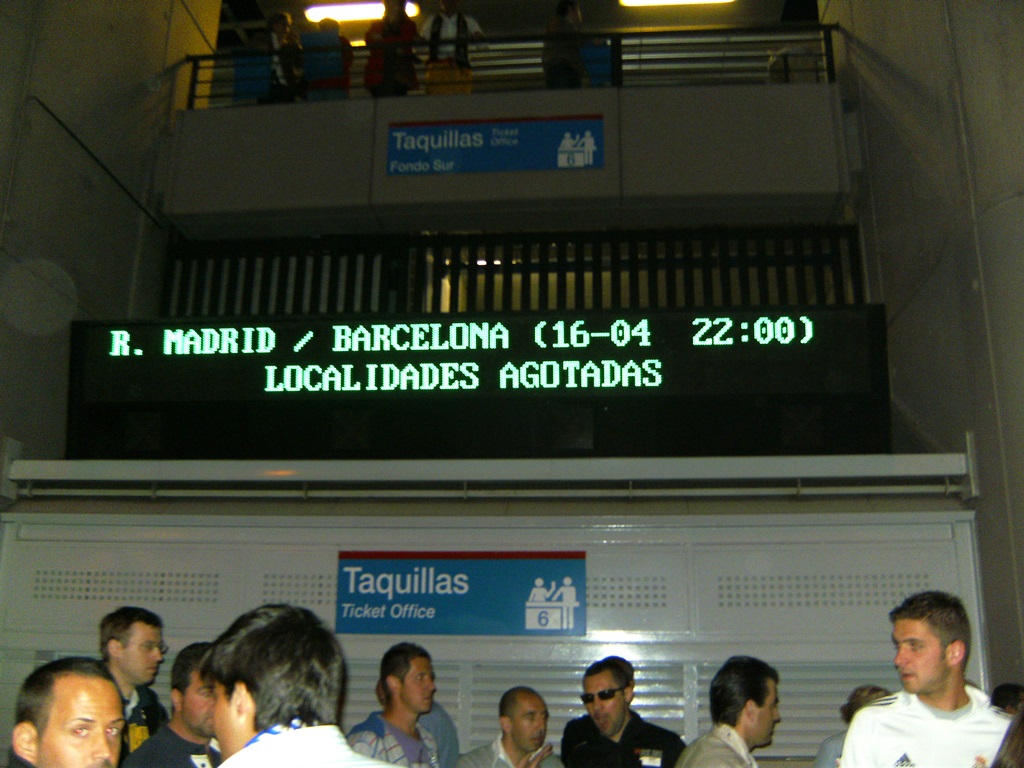 Taquillas Ticket Office
Fondo Sur
6
R. MADRID / BARCELONA (16-04 22:00)
LOCALIDADES AGOTADAS
Taquillas
Ticket Office
6